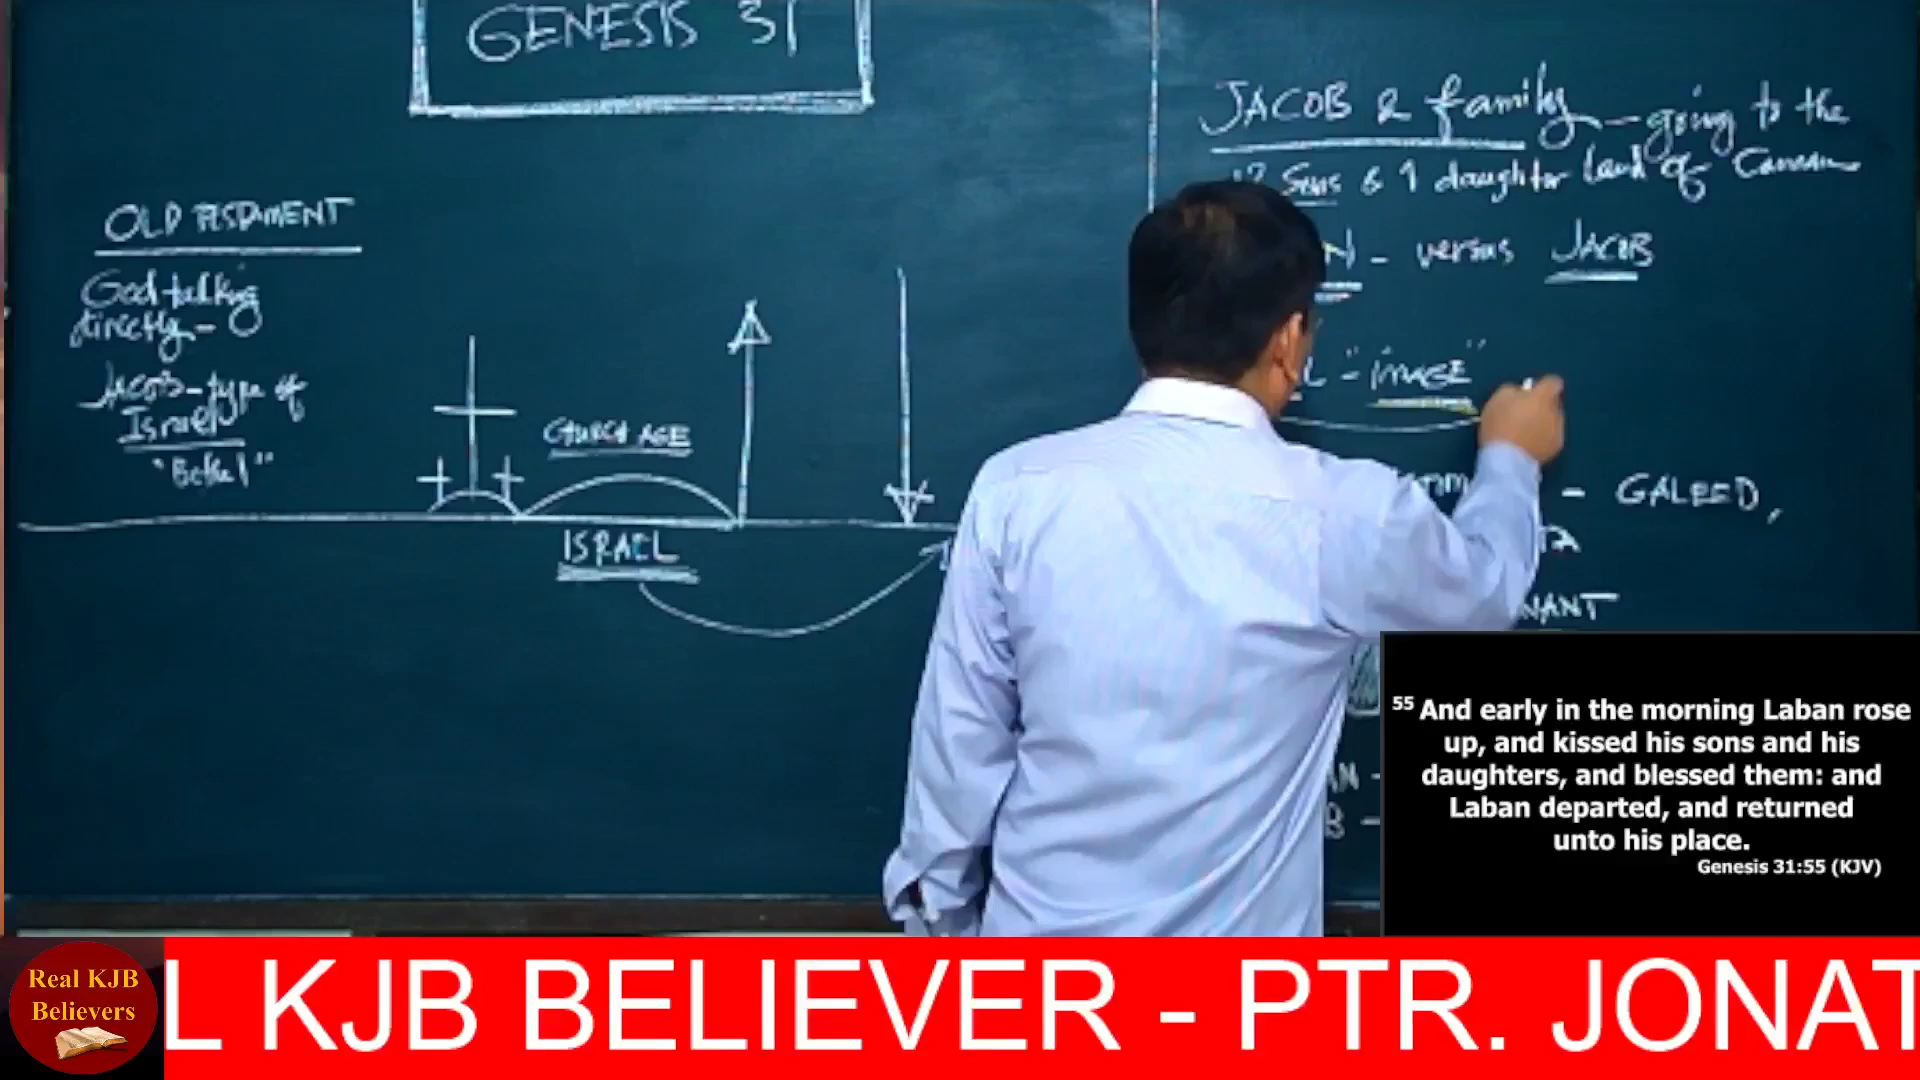 GENESIS 31
OLD TESTAMENT
God talking
directly -
Jacob - type of
Israel
"Bethel"
CHURCH AGE
ISRAEL
JACOB & family - going to the
Sons & 1 daughter land of Canaan
N - versus JACOB
L - "IMAGE"
- GALEED,
NANT
55 And early in the morning Laban rose
up, and kissed his sons and his
daughters, and blessed them: and
Laban departed, and returned
unto his place.
Genesis 31:55 (KJV)
Real KJB
Believers
L KJB BELIEVER - PTR. JONAT